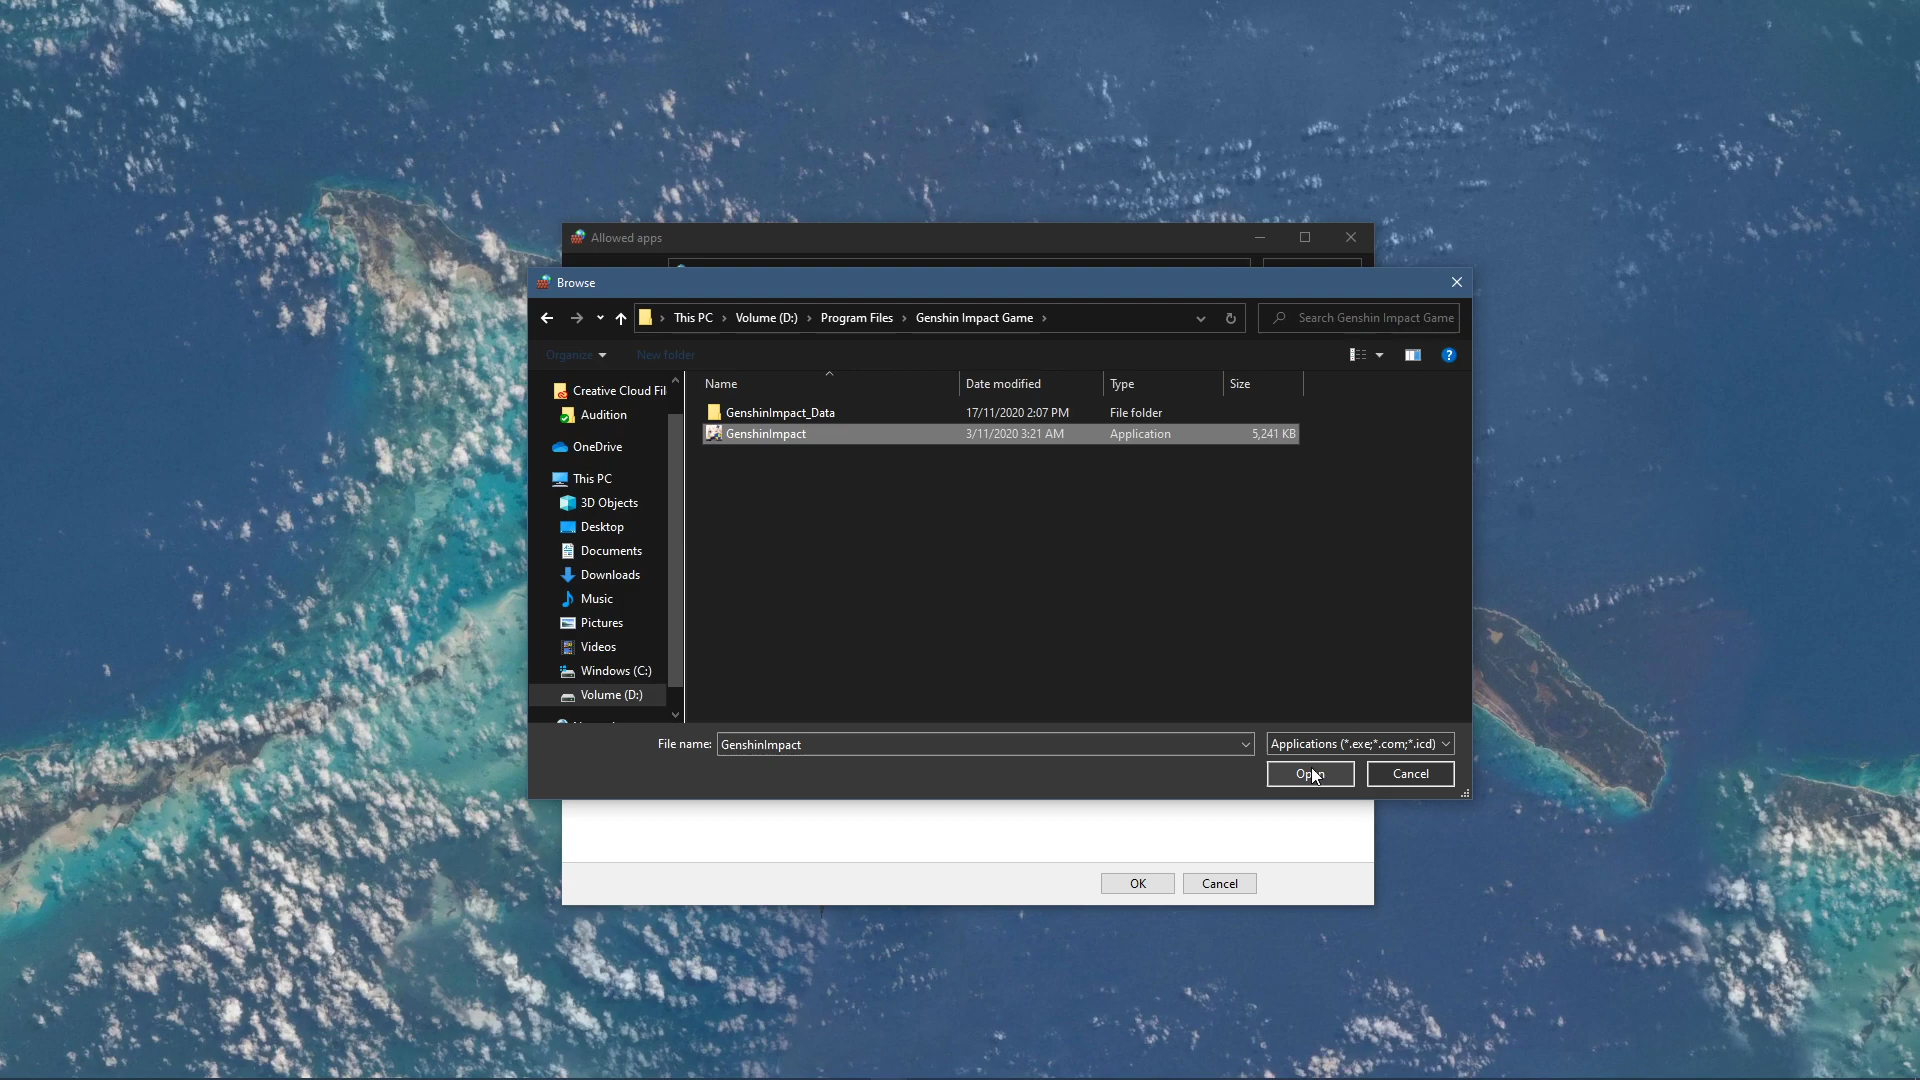 Allowed apps
Browse
This PC Volume (D:) Program Files Genshin Impact Game
Search Genshin Impact Game
Organize New folder
?
Name Date modified Type Size
GenshinImpact_Data 17/11/2020 2:07 PM File folder
GenshinImpact 3/11/2020 3:21 AM Application 5,241 KB
Creative Cloud Fil
Audition
OneDrive
This PC
3D Objects
Desktop
Documents
Downloads
Music
Pictures
Videos
Windows (C:)
Volume (D:)
File name: GenshinImpact Applications (*.exe;*.com;*.icd)
Open Cancel
OK Cancel